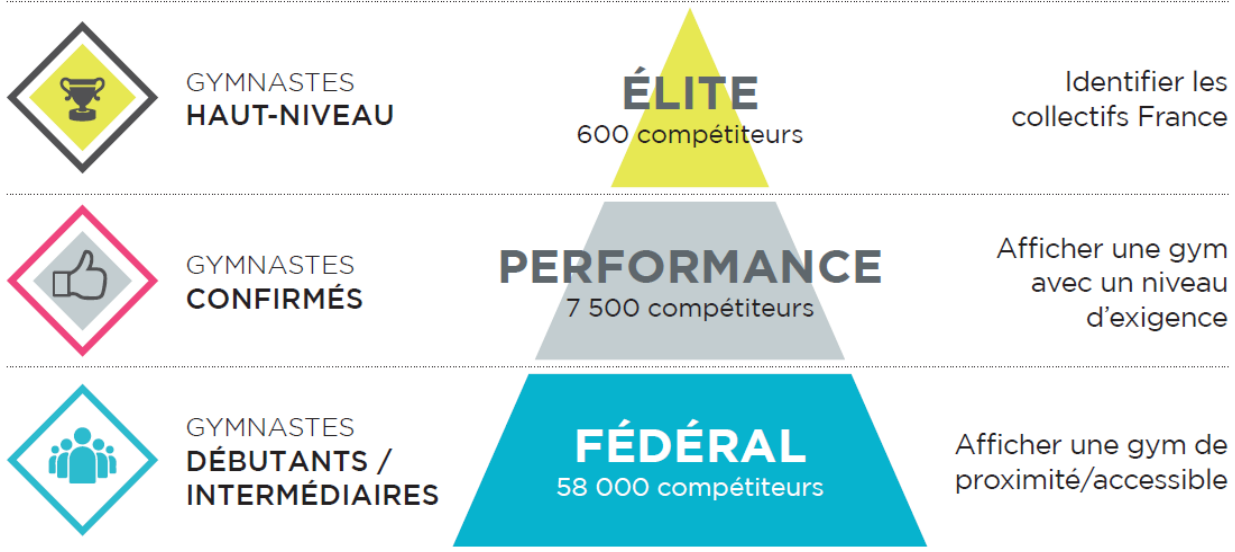 GYMNASTES
HAUT-NIVEAU
ÉLITE
600 compétiteurs
Identifier les
collectifs France
GYMNASTES
CONFIRMÉS
PERFORMANCE
7 500 compétiteurs
Afficher une gym
avec un niveau
d’exigence
GYMNASTES
DÉBUTANTS /
INTERMÉDIAIRES
FÉDÉRAL
58 000 compétiteurs
Afficher une gym de
proximité/accessible